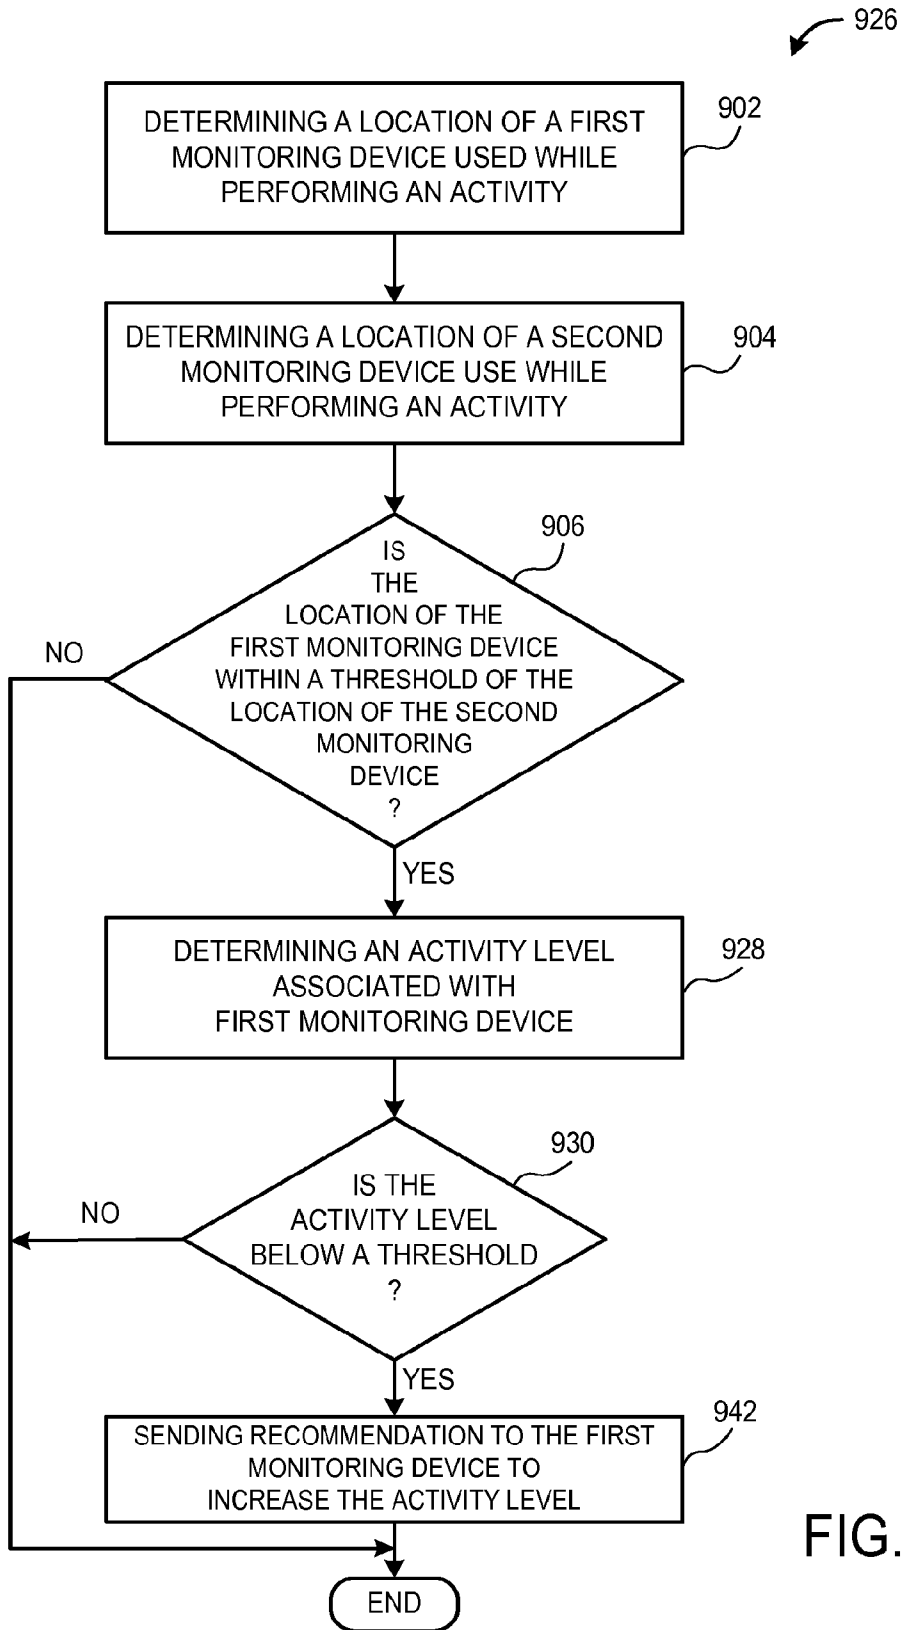 926
DETERMINING A LOCATION OF A FIRST
MONITORING DEVICE USED WHILE
PERFORMING AN ACTIVITY
902
DETERMINING A LOCATION OF A SECOND
MONITORING DEVICE USE WHILE
PERFORMING AN ACTIVITY
904
IS
THE
LOCATION OF THE
FIRST MONITORING DEVICE
WITHIN A THRESHOLD OF THE
LOCATION OF THE SECOND
MONITORING
DEVICE
?
906
NO
YES
DETERMINING AN ACTIVITY LEVEL
ASSOCIATED WITH
FIRST MONITORING DEVICE
928
IS THE
ACTIVITY LEVEL
BELOW A THRESHOLD
?
930
NO
YES
SENDING RECOMMENDATION TO THE FIRST
MONITORING DEVICE TO
INCREASE THE ACTIVITY LEVEL
942
END
FIG.